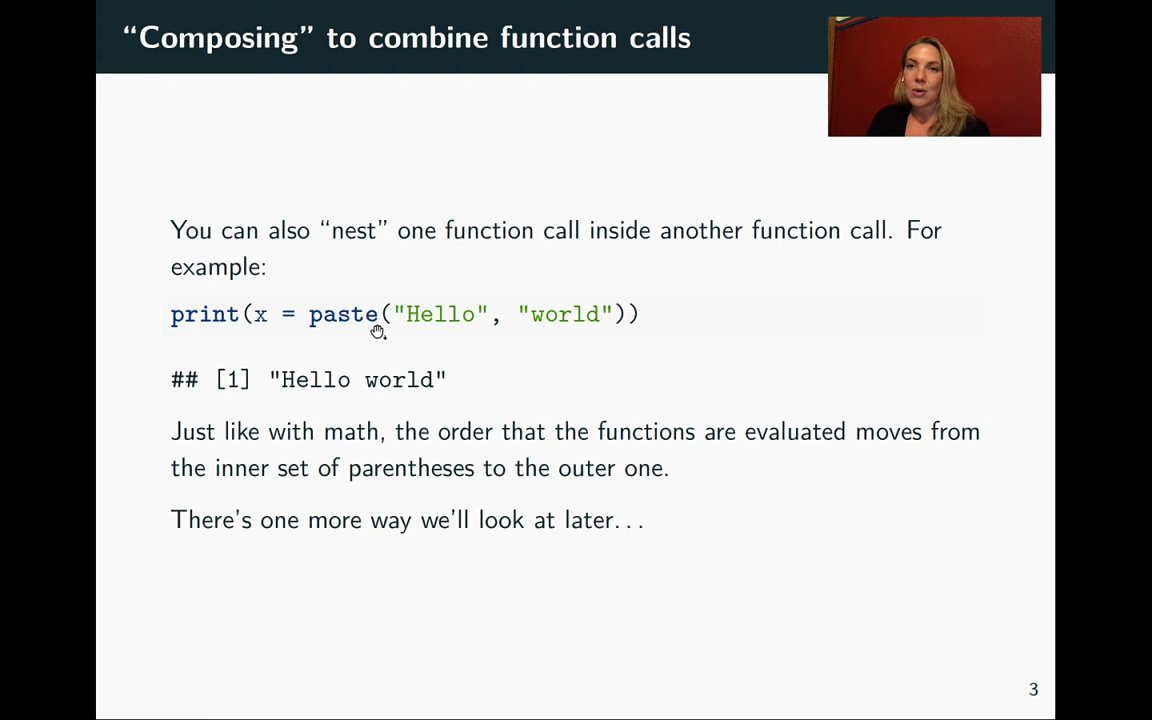 “Composing” to combine function calls
You can also “nest” one function call inside another function call. For
example:
print(x = paste("Hello", "world"))
## [1] "Hello world"
Just like with math, the order that the functions are evaluated moves from
the inner set of parentheses to the outer one.
There’s one more way we’ll look at later. . .
3